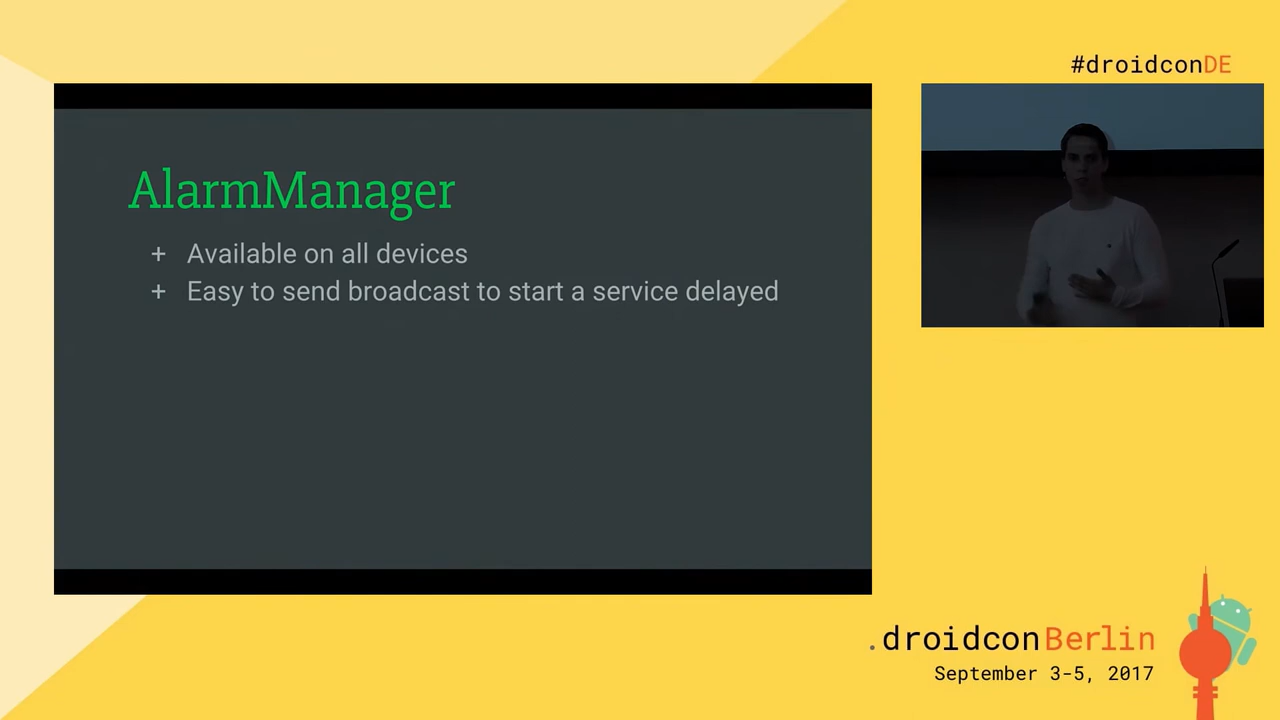 #droidconDE
AlarmManager
+ Available on all devices
+ Easy to send broadcast to start a service delayed
.droidconBerlin
September 3-5, 2017